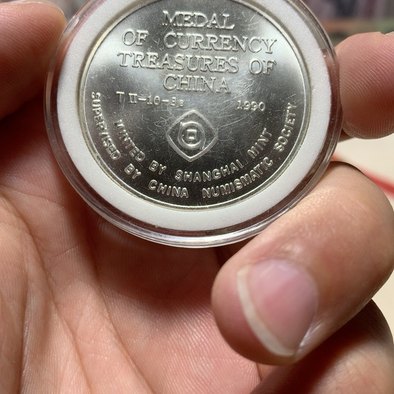 MEDAL
OF CURRENCY
TREASURES OF
CHINA
1990
MINTED BY SHANGHAI MINT
SUPERVISED BY CHINA NUMISMATIC SOCIETY